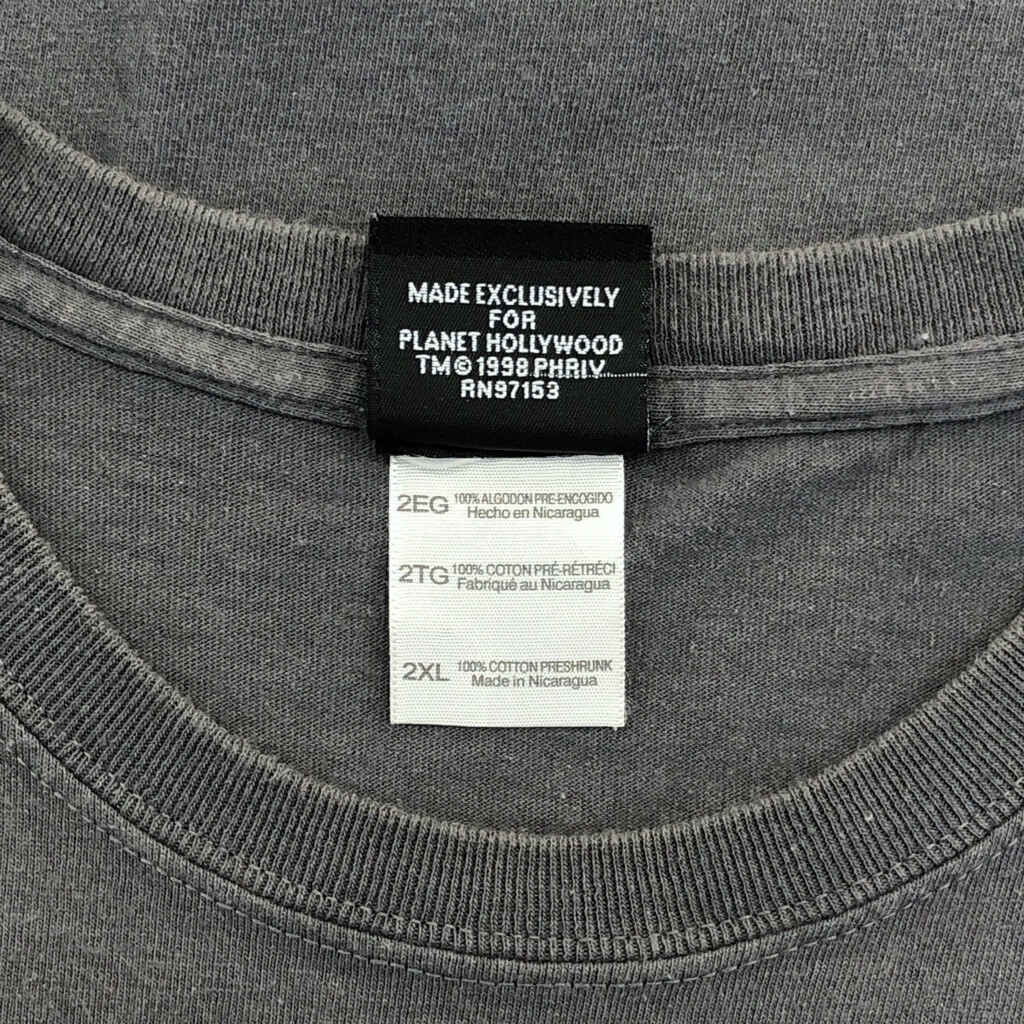 MADE EXCLUSIVELY
FOR
PLANET HOLLYWOOD
TM © 1998 PHRIV
RN97153
2EG 100% ALGODON PRE-ENCOGIDO
Hecho en Nicaragua
2TG 100% COTON PRÉ-RÉTRÉCI
Fabriqué au Nicaragua
2XL 100% COTTON PRESHRUNK
Made in Nicaragua